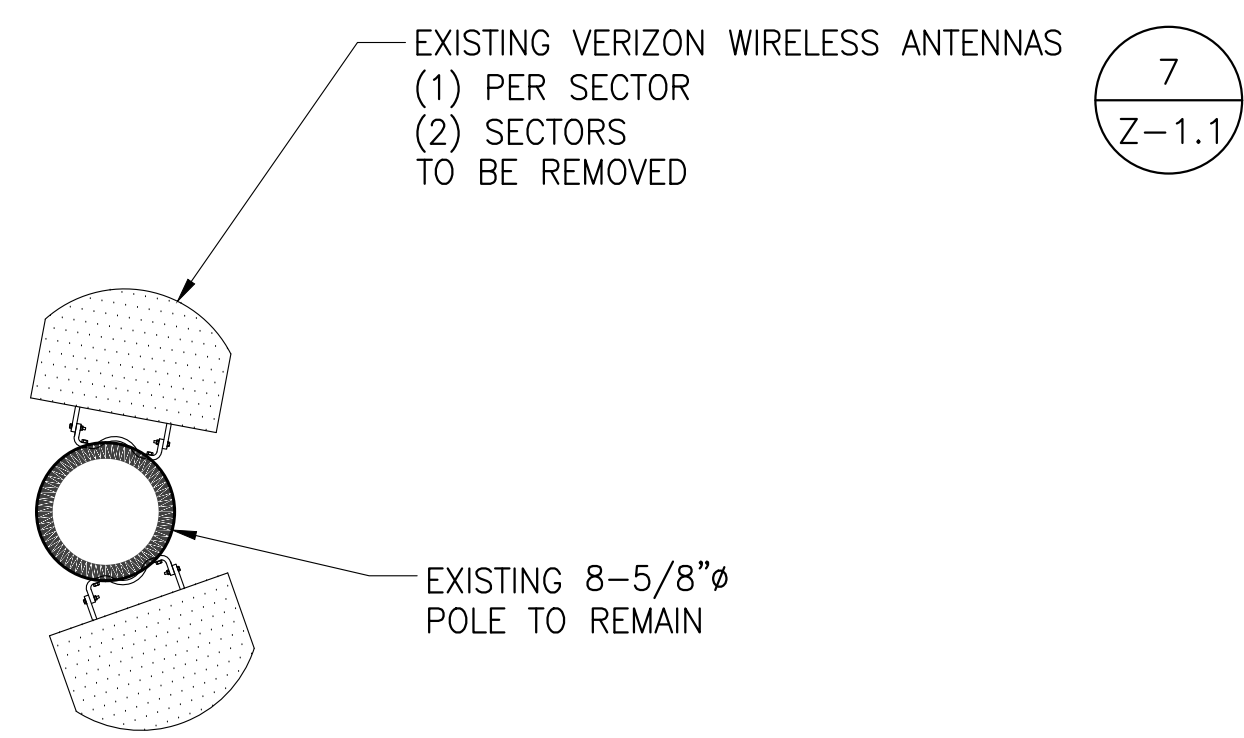 EXISTING VERIZON WIRELESS ANTENNAS
(1) PER SECTOR
(2) SECTORS
TO BE REMOVED
7
Z-1.1
EXISTING 8-5/8"ø
POLE TO REMAIN